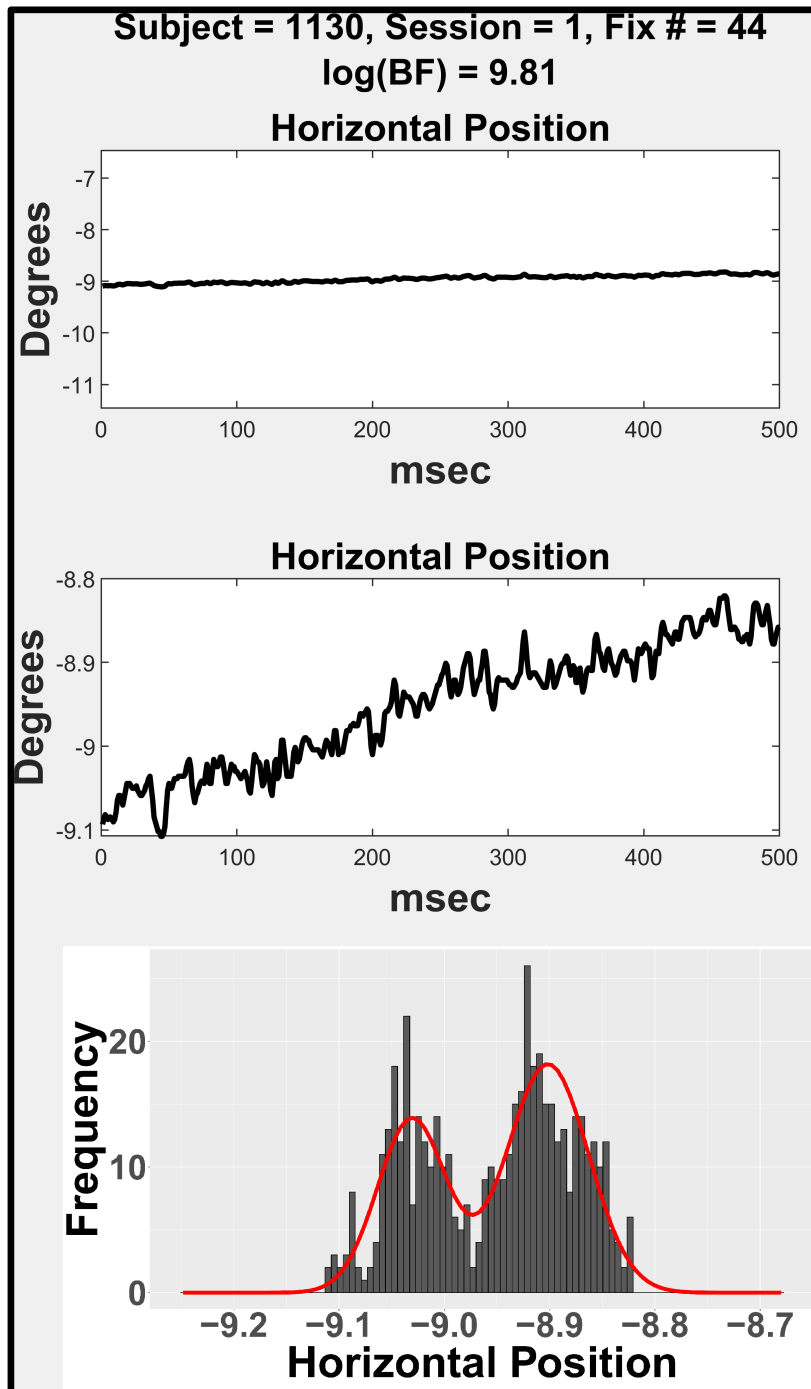 Subject = 1130, Session = 1, Fix # = 44
log(BF) = 9.81
Horizontal Position
-7
-8
-9
-10
-11
Degrees
0 100 200 300 400 500
msec
Horizontal Position
-8.8
-8.9
-9
-9.1
Degrees
0 100 200 300 400 500
msec
20
10
0
Frequency
−9.2 −9.1 −9.0 −8.9 −8.8 −8.7
Horizontal Position